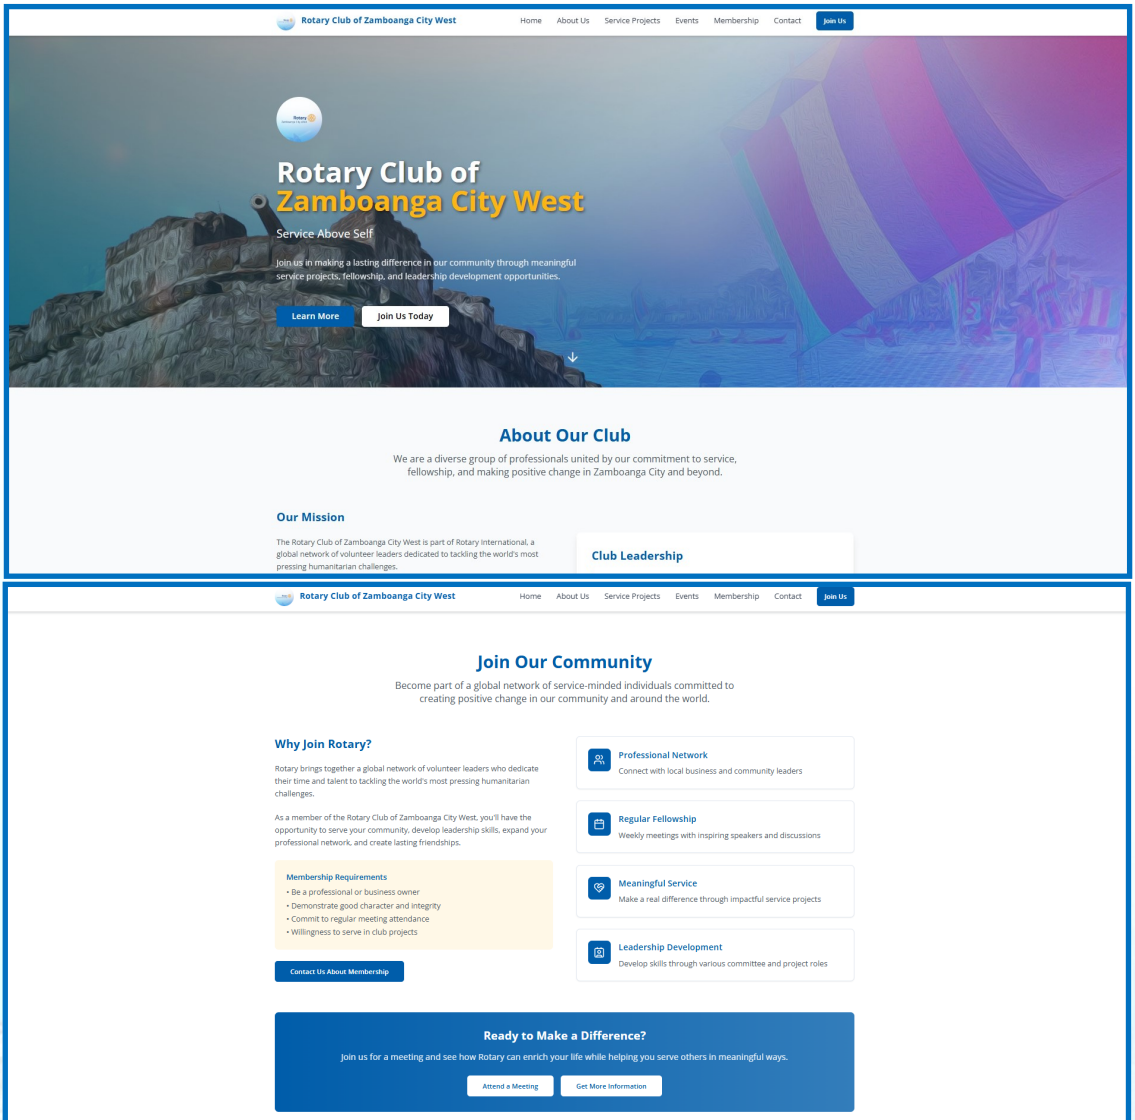 Rotary Club of Zamboanga City West
Home About Us Service Projects Events Membership Contact Join Us
Rotary
Rotary Club of
Zamboanga City West
Service Above Self
Join us in making a lasting difference in our community through meaningful
service projects, fellowship, and leadership development opportunities.
Learn More Join Us Today
About Our Club
We are a diverse group of professionals united by our commitment to service,
fellowship, and making positive change in Zamboanga City and beyond.
Our Mission
The Rotary Club of Zamboanga City West is part of Rotary International, a
global network of volunteer leaders dedicated to tackling the world's most
pressing humanitarian challenges.
Club Leadership
Rotary Club of Zamboanga City West
Home About Us Service Projects Events Membership Contact Join Us
Join Our Community
Become part of a global network of service-minded individuals committed to
creating positive change in our community and around the world.
Why Join Rotary?
Rotary brings together a global network of volunteer leaders who dedicate
their time and talent to tackling the world's most pressing humanitarian
challenges.
As a member of the Rotary Club of Zamboanga City West, you'll have the
opportunity to serve your community, develop leadership skills, expand your
professional network, and create lasting friendships.
Membership Requirements
• Be a professional or business owner
• Demonstrate good character and integrity
• Commit to regular meeting attendance
• Willingness to serve in club projects
Contact Us About Membership
Professional Network
Connect with local business and community leaders
Regular Fellowship
Weekly meetings with inspiring speakers and discussions
Meaningful Service
Make a real difference through impactful service projects
Leadership Development
Develop skills through various committee and project roles
Ready to Make a Difference?
Join us for a meeting and see how Rotary can enrich your life while helping you serve others in meaningful ways.
Attend a Meeting Get More Information